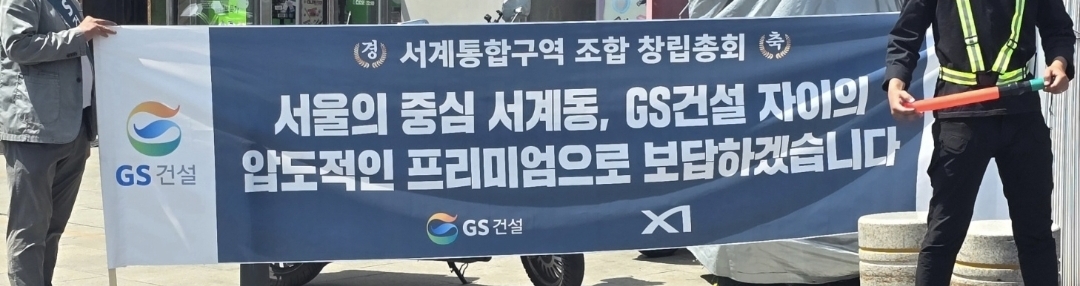 경 서계통합구역 조합 창립총회 축
서울의 중심 서계동, GS건설 자이의
압도적인 프리미엄으로 보답하겠습니다
GS건설
GS건설
XI